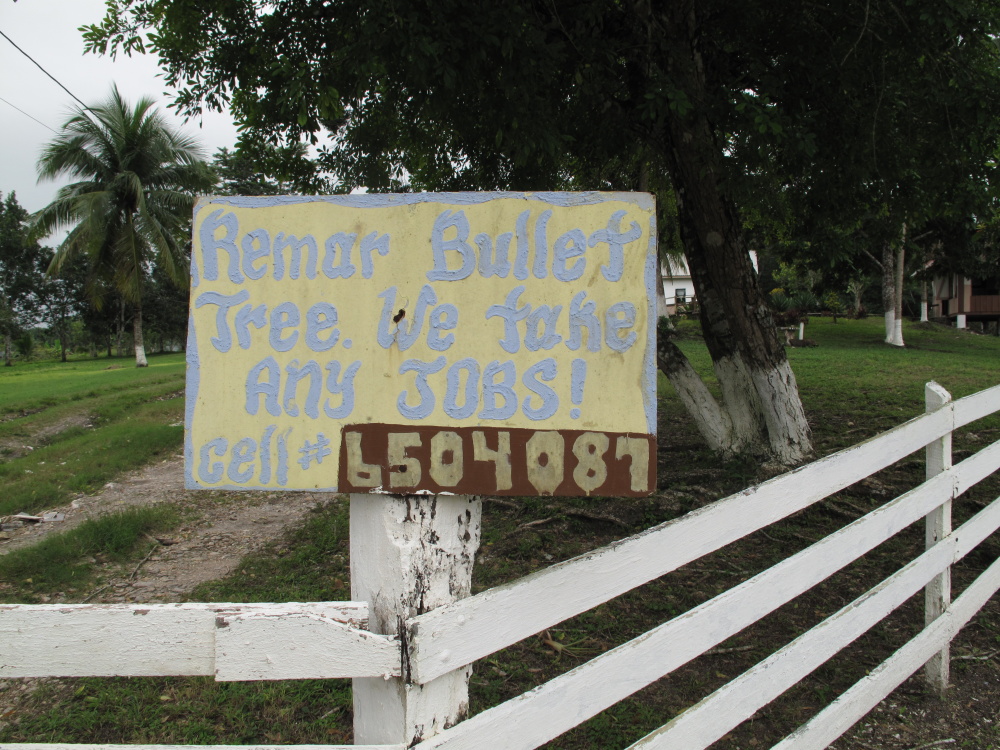 Remar Bullet
Tree. We take
ANY JOBS!
cell# 6504087